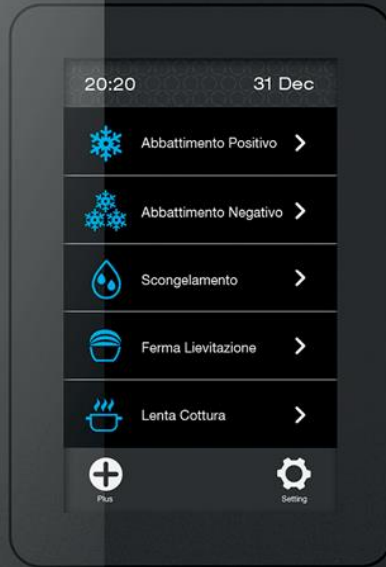 20:20 31 Dec
Abbattimento Positivo
Abbattimento Negativo
Scongelamento
Ferma Lievitazione
Lenta Cottura
Plus Setting